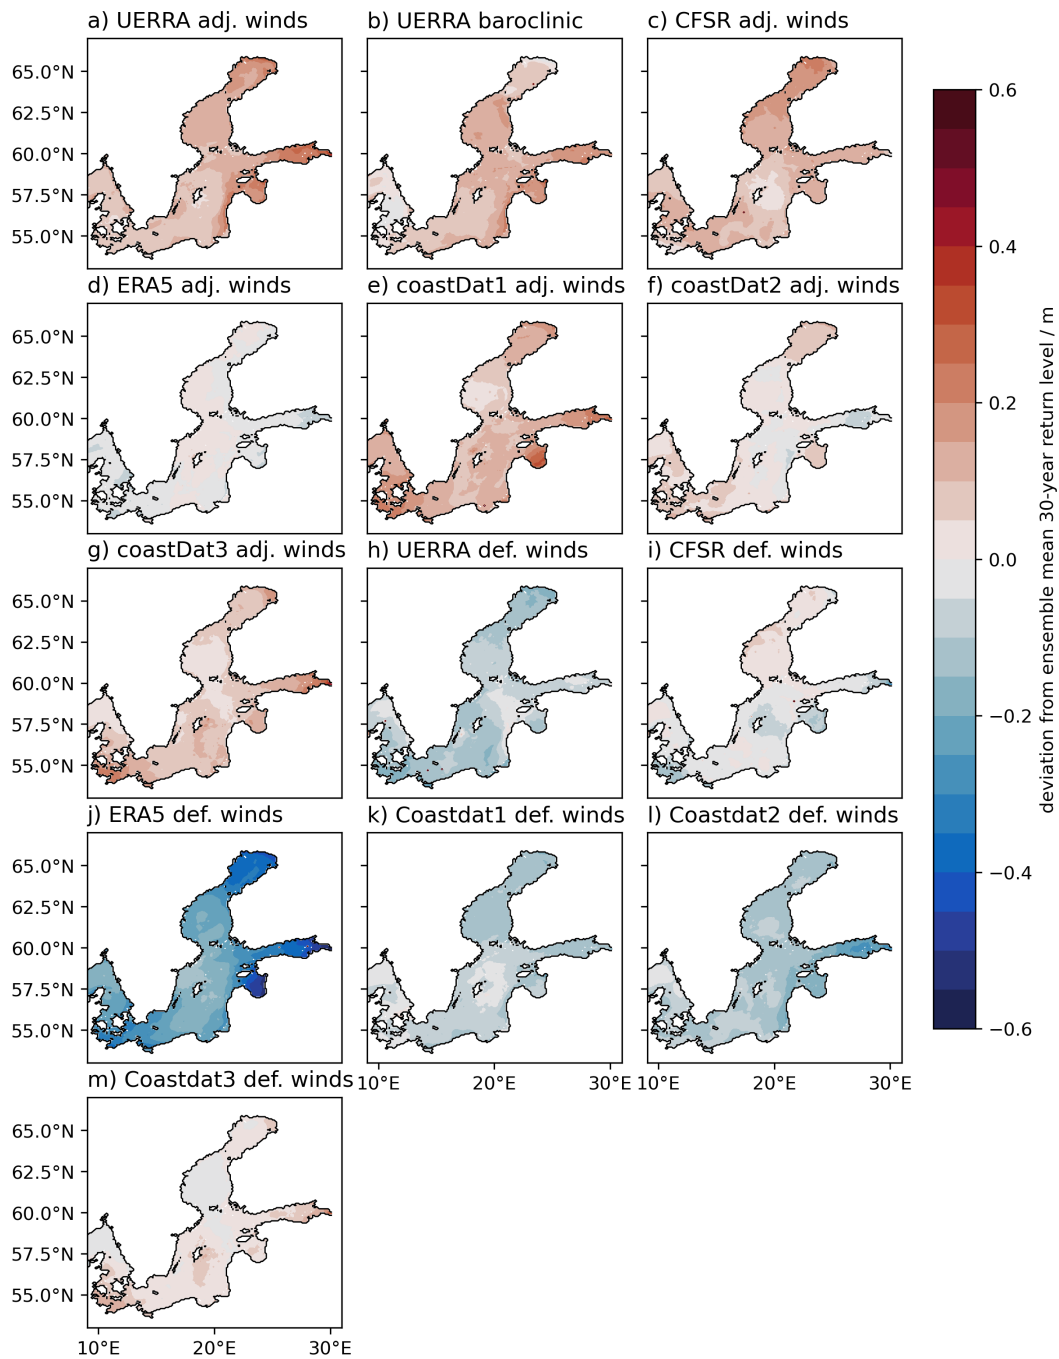 a) UERRA adj. winds
b) UERRA baroclinic
c) CFSR adj. winds
65.0°N
62.5°N
60.0°N
57.5°N
55.0°N
d) ERA5 adj. winds
e) coastDat1 adj. winds
f) coastDat2 adj. winds
65.0°N
62.5°N
60.0°N
57.5°N
55.0°N
g) coastDat3 adj. winds
h) UERRA def. winds
i) CFSR def. winds
65.0°N
62.5°N
60.0°N
57.5°N
55.0°N
j) ERA5 def. winds
k) Coastdat1 def. winds
l) Coastdat2 def. winds
65.0°N
62.5°N
60.0°N
57.5°N
55.0°N
10°E
20°E
30°E
10°E
20°E
30°E
m) Coastdat3 def. winds
65.0°N
62.5°N
60.0°N
57.5°N
55.0°N
10°E
20°E
30°E
0.6
0.4
0.2
0.0
−0.2
−0.4
−0.6
deviation from ensemble mean 30-year return level / m